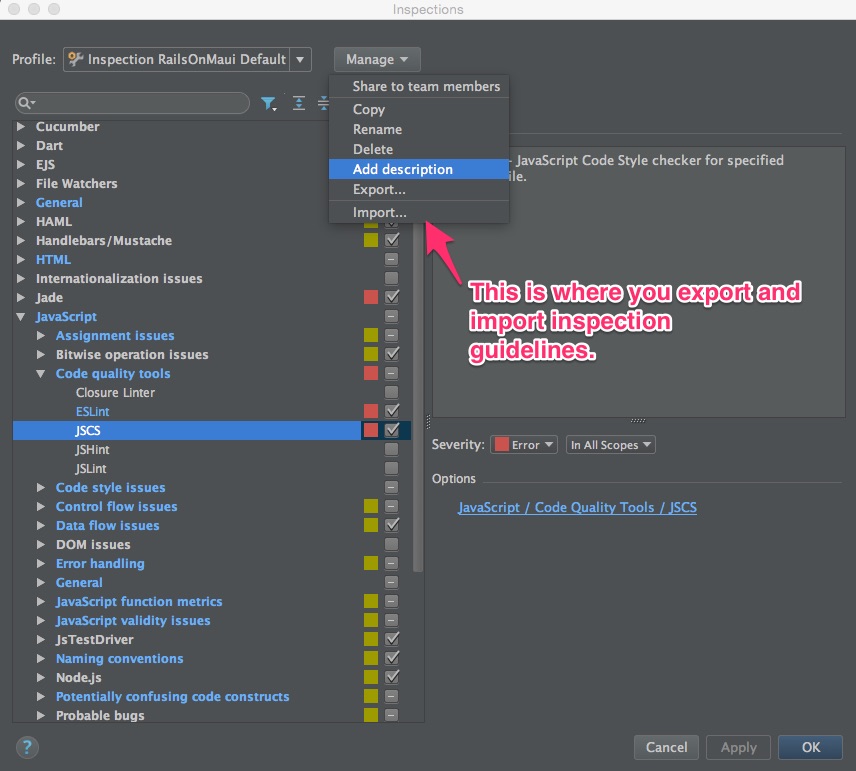 Inspections
Profile: Inspection RailsOnMaui Default Manage
Share to team members
Copy
Rename
Delete
Add description
Export...
Import...
- JavaScript Code Style checker for specified
ile.
This is where you export and
import inspection
guidelines.
Cucumber
Dart
EJS
File Watchers
General
HAML
Handlebars/Mustache
HTML
Internationalization issues
Jade
JavaScript
Assignment issues
Bitwise operation issues
Code quality tools
Closure Linter
ESLint
JSCS
JSHint
JSLint
Code style issues
Control flow issues
Data flow issues
DOM issues
Error handling
General
JavaScript function metrics
JavaScript validity issues
JsTestDriver
Naming conventions
Node.js
Potentially confusing code constructs
Probable bugs
Severity: Error In All Scopes
Options
JavaScript / Code Quality Tools / JSCS
? Cancel Apply OK